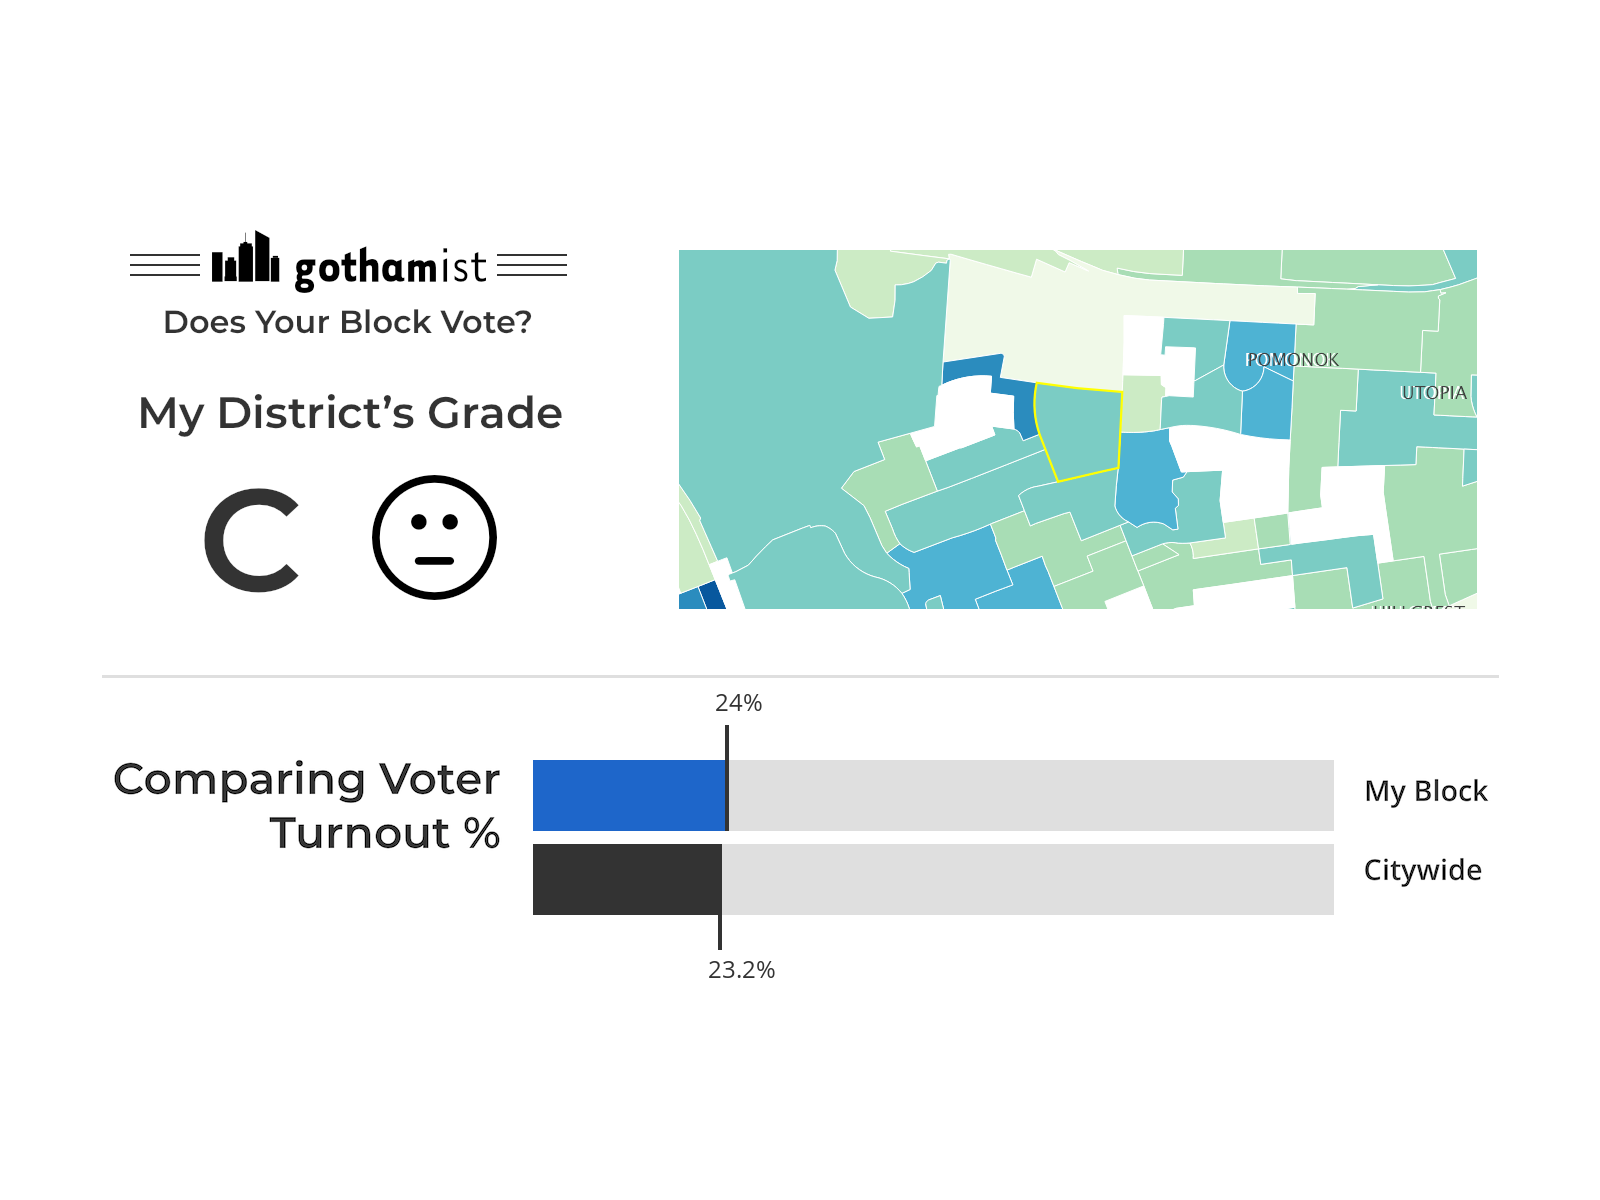 gothamist
Does Your Block Vote?
My District's Grade
C
POMONOK
UTOPIA
HILLCREST
24%
Comparing Voter
Turnout %
My Block
Citywide
23.2%